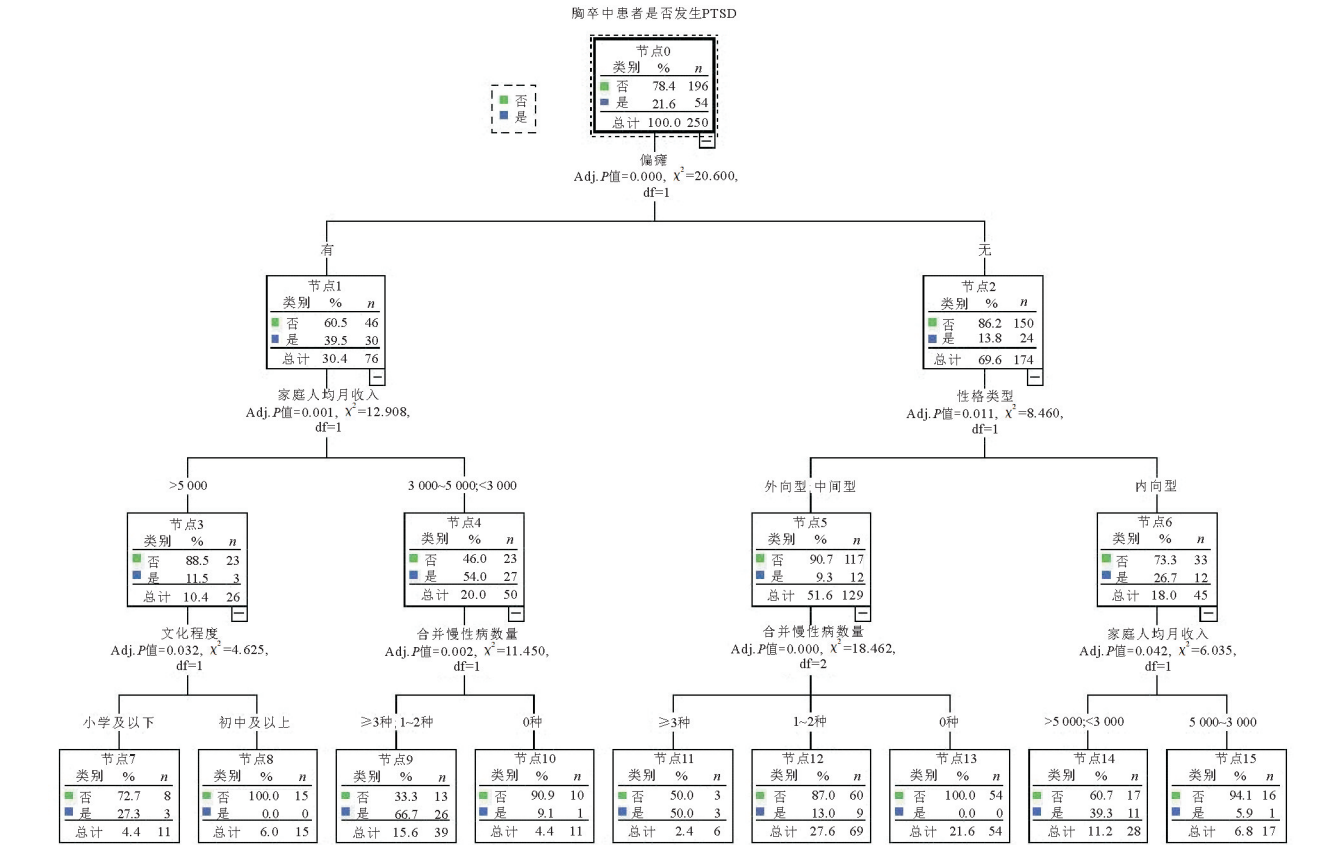 胸卒中患者是否发生PTSD
节点0
类别 % n
否 78.4 196
是 21.6 54
总计 100.0 250
否
是
偏瘫
Adj.P值=0.000, χ²=20.600,
df=1
有
无
节点1
类别 % n
否 60.5 46
是 39.5 30
总计 30.4 76
节点2
类别 % n
否 86.2 150
是 13.8 24
总计 69.6 174
家庭人均月收入
Adj.P值=0.001, χ²=12.908,
df=1
性格类型
Adj.P值=0.011, χ²=8.460,
df=1
>5 000
3 000~5 000;<3 000
外向型 中间型
内向型
节点3
类别 % n
否 88.5 23
是 11.5 3
总计 10.4 26
节点4
类别 % n
否 46.0 23
是 54.0 27
总计 20.0 50
节点5
类别 % n
否 90.7 117
是 9.3 12
总计 51.6 129
节点6
类别 % n
否 73.3 33
是 26.7 12
总计 18.0 45
文化程度
Adj.P值=0.032, χ²=4.625,
df=1
合并慢性病数量
Adj.P值=0.002, χ²=11.450,
df=1
合并慢性病数量
Adj.P值=0.000, χ²=18.462,
df=2
家庭人均月收入
Adj.P值=0.042, χ²=6.035,
df=1
小学及以下
初中及以上
≥3种;1~2种
0种
≥3种
1~2种
0种
>5 000;<3 000
5 000~3 000
节点7
类别 % n
否 72.7 8
是 27.3 3
总计 4.4 11
节点8
类别 % n
否 100.0 15
是 0.0 0
总计 6.0 15
节点9
类别 % n
否 33.3 13
是 66.7 26
总计 15.6 39
节点10
类别 % n
否 90.9 10
是 9.1 1
总计 4.4 11
节点11
类别 % n
否 50.0 3
是 50.0 3
总计 2.4 6
节点12
类别 % n
否 87.0 60
是 13.0 9
总计 27.6 69
节点13
类别 % n
否 100.0 54
是 0.0 0
总计 21.6 54
节点14
类别 % n
否 60.7 17
是 39.3 11
总计 11.2 28
节点15
类别 % n
否 94.1 16
是 5.9 1
总计 6.8 17